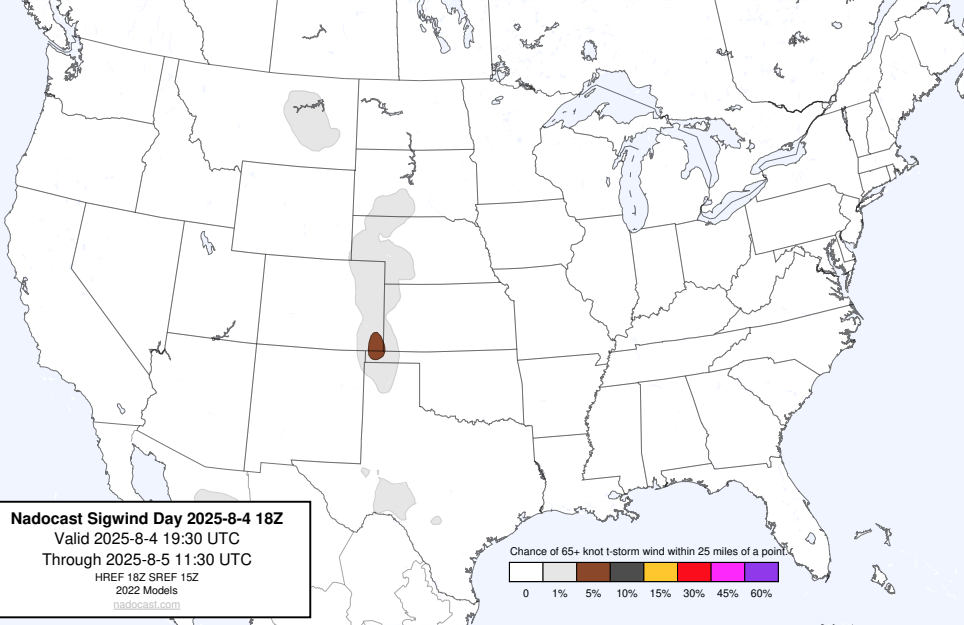 Nadocast Sigwind Day 2025-8-4 18Z
Valid 2025-8-4 19:30 UTC
Through 2025-8-5 11:30 UTC
HREF 18Z SREF 15Z
2022 Models
nadocast.com
Chance of 65+ knot t-storm wind within 25 miles of a point.
0 1% 5% 10% 15% 30% 45% 60%